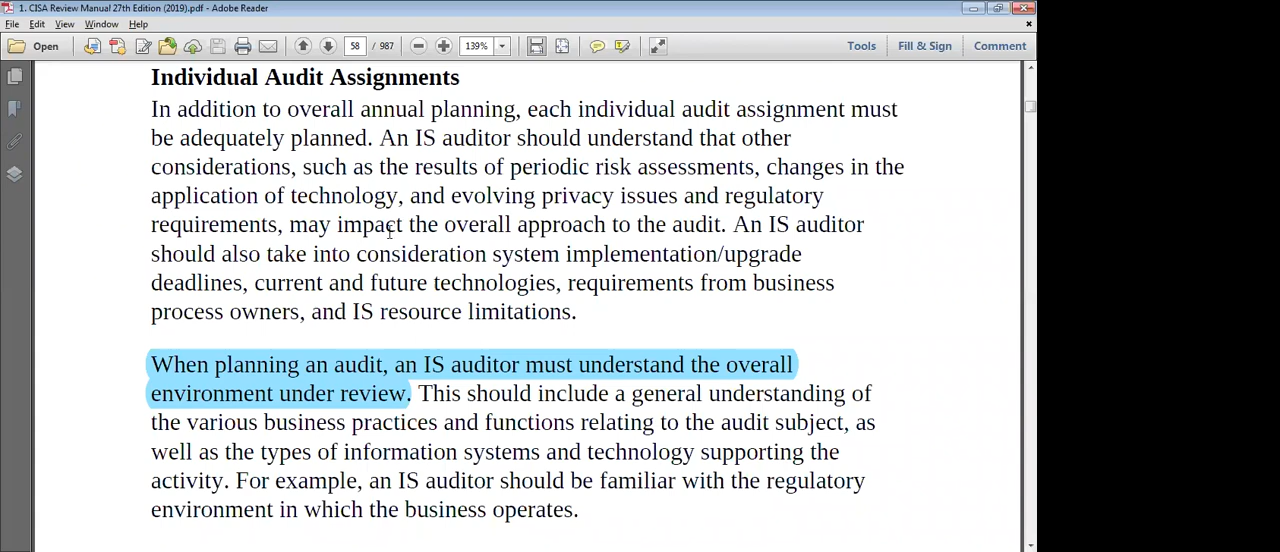 1. CISA Review Manual 27th Edition (2019).pdf - Adobe Reader
File Edit View Window Help
Open 58 / 987 139% Tools Fill & Sign Comment
Individual Audit Assignments
In addition to overall annual planning, each individual audit assignment must
be adequately planned. An IS auditor should understand that other
considerations, such as the results of periodic risk assessments, changes in the
application of technology, and evolving privacy issues and regulatory
requirements, may impact the overall approach to the audit. An IS auditor
should also take into consideration system implementation/upgrade
deadlines, current and future technologies, requirements from business
process owners, and IS resource limitations.
When planning an audit, an IS auditor must understand the overall
environment under review. This should include a general understanding of
the various business practices and functions relating to the audit subject, as
well as the types of information systems and technology supporting the
activity. For example, an IS auditor should be familiar with the regulatory
environment in which the business operates.